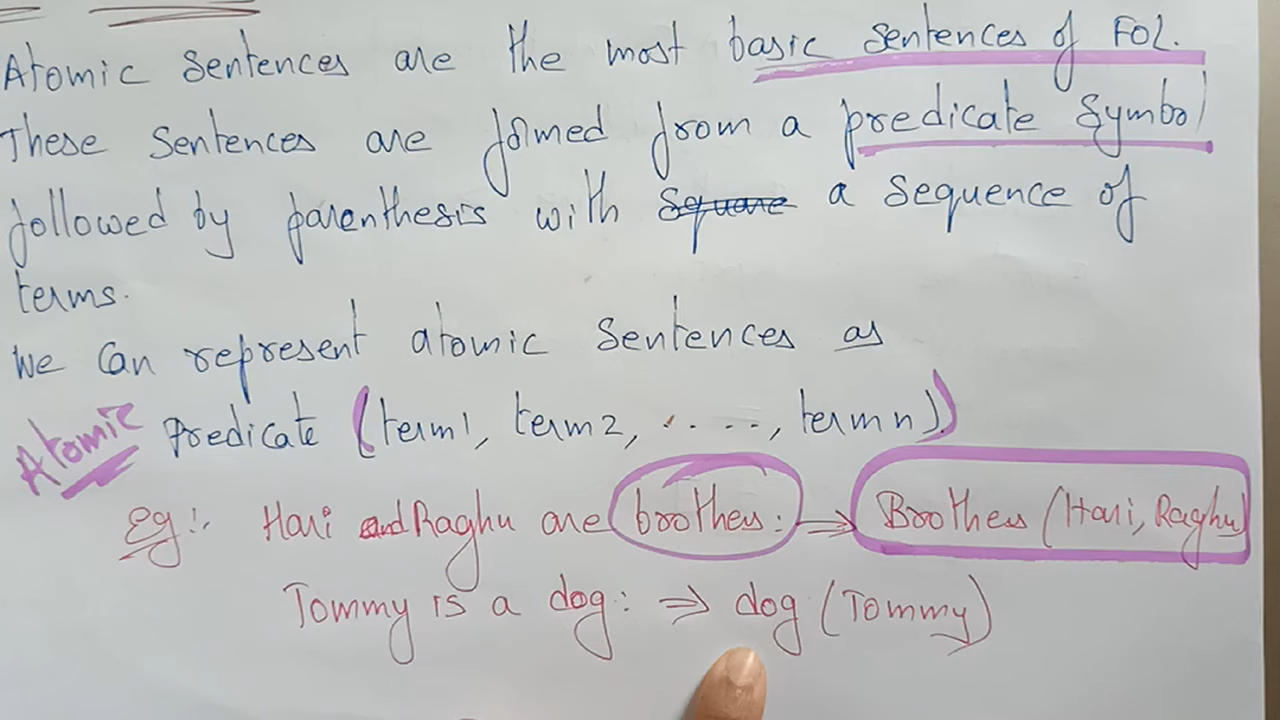 Atomic Sentences are the most basic sentences of FOL.
These Sentences are formed from a predicate Symbol
followed by parenthesis with Square a sequence of
terms.
We Can represent atomic Sentences as
Atomic Predicate (term1, term2, ....., term n).
Eg:. Hari and Raghu are brothers: => Brothers (Hari, Raghu)
Tommy is a dog: => dog (Tommy)